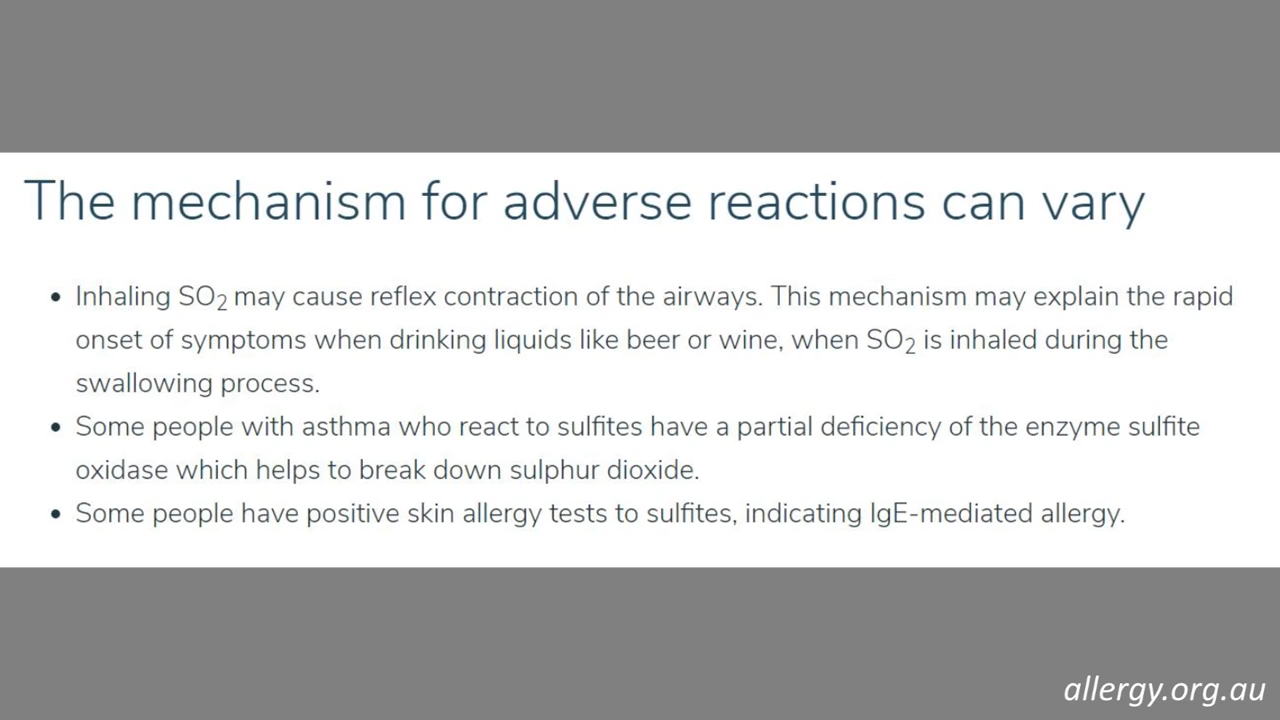 The mechanism for adverse reactions can vary
• Inhaling SO₂ may cause reflex contraction of the airways. This mechanism may explain the rapid
onset of symptoms when drinking liquids like beer or wine, when SO₂ is inhaled during the
swallowing process.
• Some people with asthma who react to sulfites have a partial deficiency of the enzyme sulfite
oxidase which helps to break down sulphur dioxide.
• Some people have positive skin allergy tests to sulfites, indicating IgE-mediated allergy.
allergy.org.au